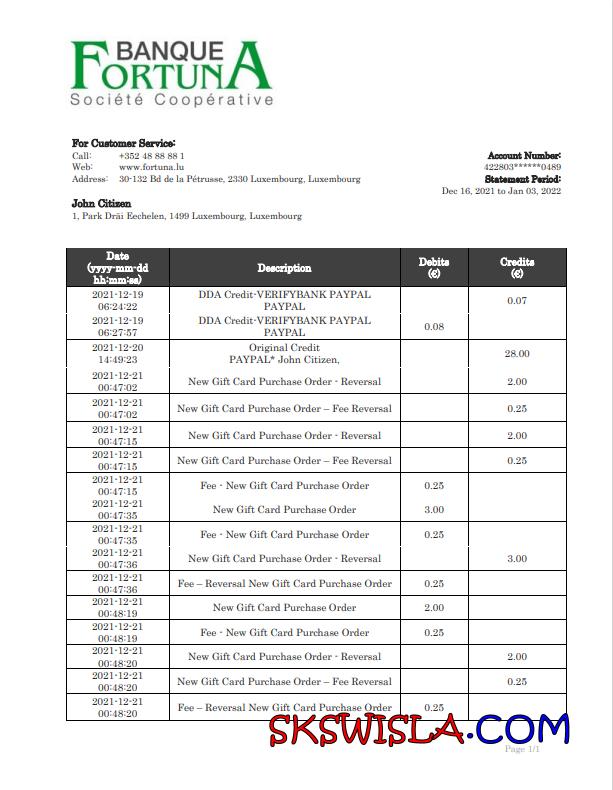 BANQUE
FORTUNA
Société Coopérative
For Customer Service:
Call: +352 48 88 88 1
Web: www.fortuna.lu
Address: 30-132 Bd de la Pétrusse, 2330 Luxembourg, Luxembourg
Account Number:
422803******0489
Statement Period:
Dec 16, 2021 to Jan 03, 2022
John Citizen
1, Park Dräi Eechelen, 1499 Luxembourg, Luxembourg
Date
(yyyy-mm-dd
hh:mm:ss)
Description
Debits
(€)
Credits
(€)
2021-12-19
06:24:22
DDA Credit-VERIFYBANK PAYPAL
PAYPAL
0.07
2021-12-19
06:27:57
DDA Credit-VERIFYBANK PAYPAL
PAYPAL
0.08
2021-12-20
14:49:23
Original Credit
PAYPAL* John Citizen,
28.00
2021-12-21
00:47:02
New Gift Card Purchase Order - Reversal
2.00
2021-12-21
00:47:02
New Gift Card Purchase Order – Fee Reversal
0.25
2021-12-21
00:47:15
New Gift Card Purchase Order - Reversal
2.00
2021-12-21
00:47:15
New Gift Card Purchase Order – Fee Reversal
0.25
2021-12-21
00:47:15
Fee - New Gift Card Purchase Order
0.25
2021-12-21
00:47:35
New Gift Card Purchase Order
3.00
2021-12-21
00:47:35
Fee - New Gift Card Purchase Order
0.25
2021-12-21
00:47:36
New Gift Card Purchase Order - Reversal
3.00
2021-12-21
00:47:36
Fee – Reversal New Gift Card Purchase Order
0.25
2021-12-21
00:48:19
New Gift Card Purchase Order
2.00
2021-12-21
00:48:19
Fee - New Gift Card Purchase Order
0.25
2021-12-21
00:48:20
New Gift Card Purchase Order - Reversal
2.00
2021-12-21
00:48:20
New Gift Card Purchase Order – Fee Reversal
0.25
2021-12-21
00:48:20
Fee – Reversal New Gift Card Purchase Order
0.25
SKSWISLA.COM
Page 1/1